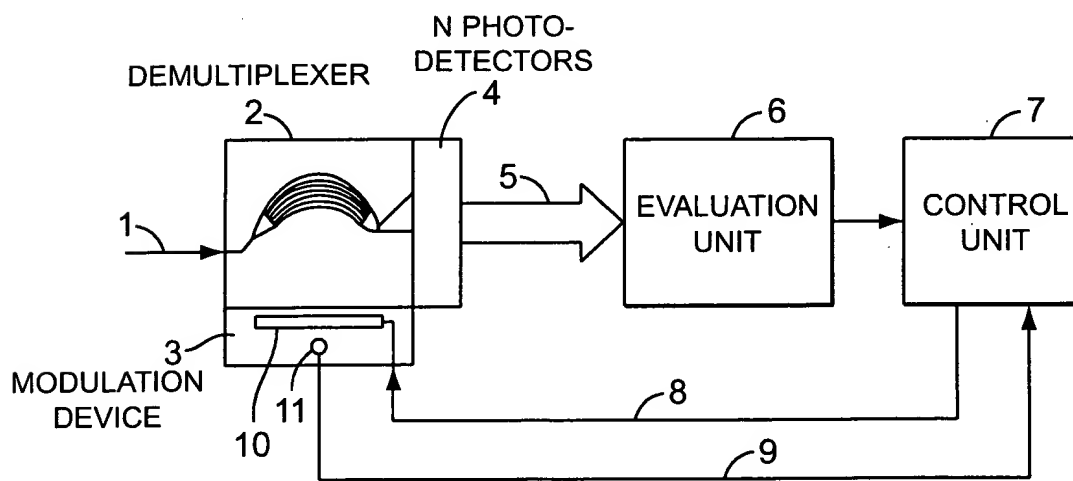 N PHOTO-
DETECTORS
DEMULTIPLEXER
2
4
6
7
1
5
EVALUATION
UNIT
CONTROL
UNIT
3
MODULATION
DEVICE
10
11
8
9